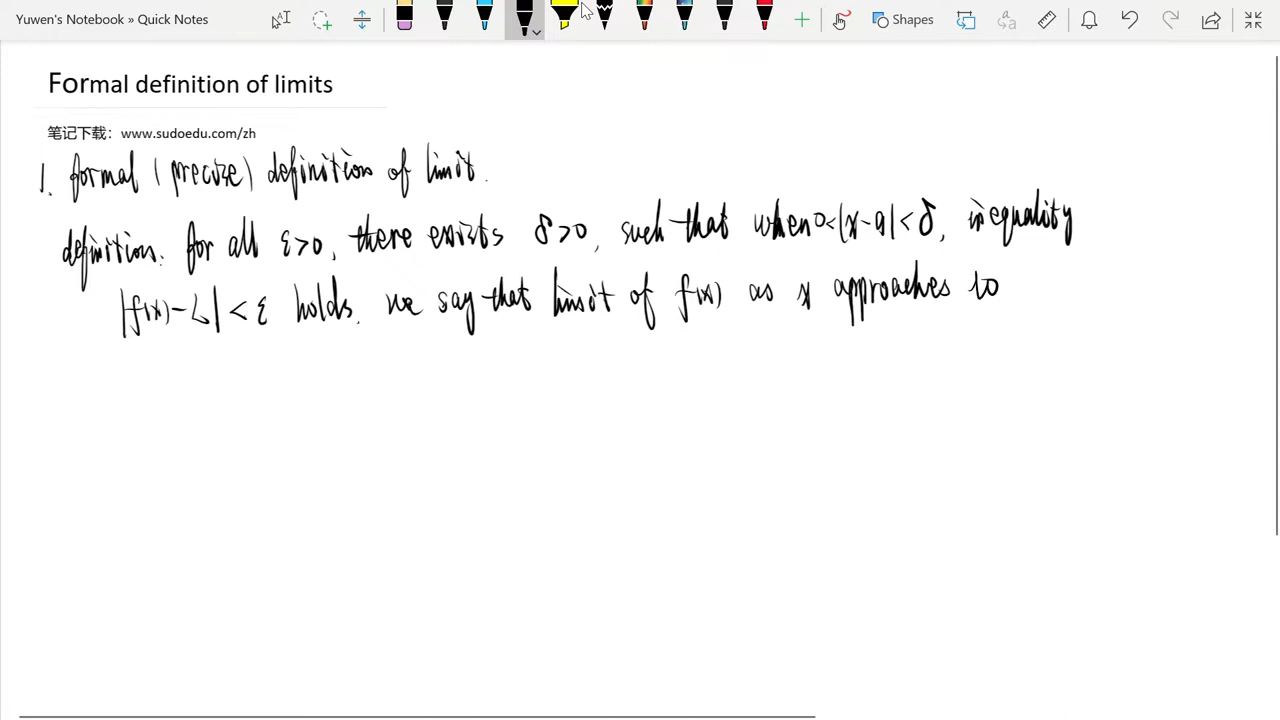 Yuwen's Notebook » Quick Notes
Shapes
Formal definition of limits
笔记下载：www.sudoedu.com/zh
1. formal (precize) definition of limit.
definition. for all ε>0, there exists δ>0, such that when 0<|x-a|<δ, inequality
|f(x)-L|<ε holds. we say that limit of f(x) as x approaches to